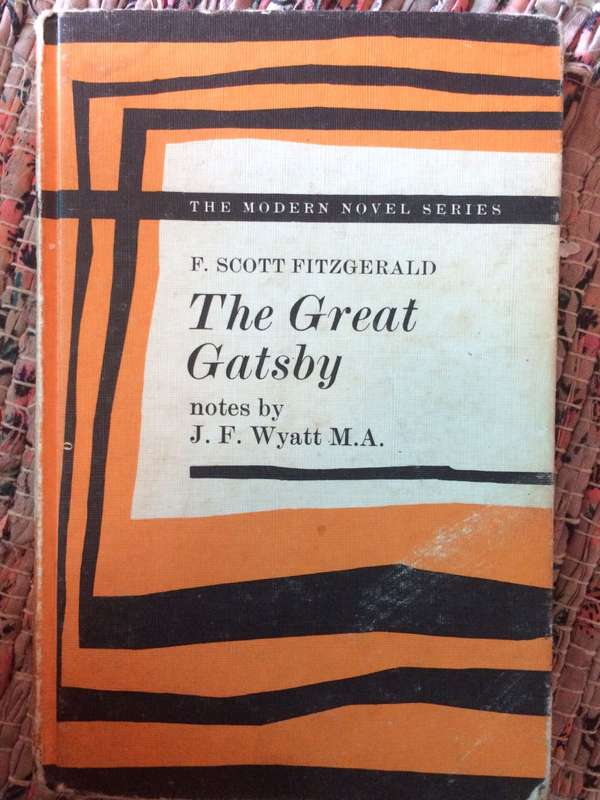 THE MODERN NOVEL SERIES
F. SCOTT FITZGERALD
The Great
Gatsby
notes by
J. F. Wyatt M.A.